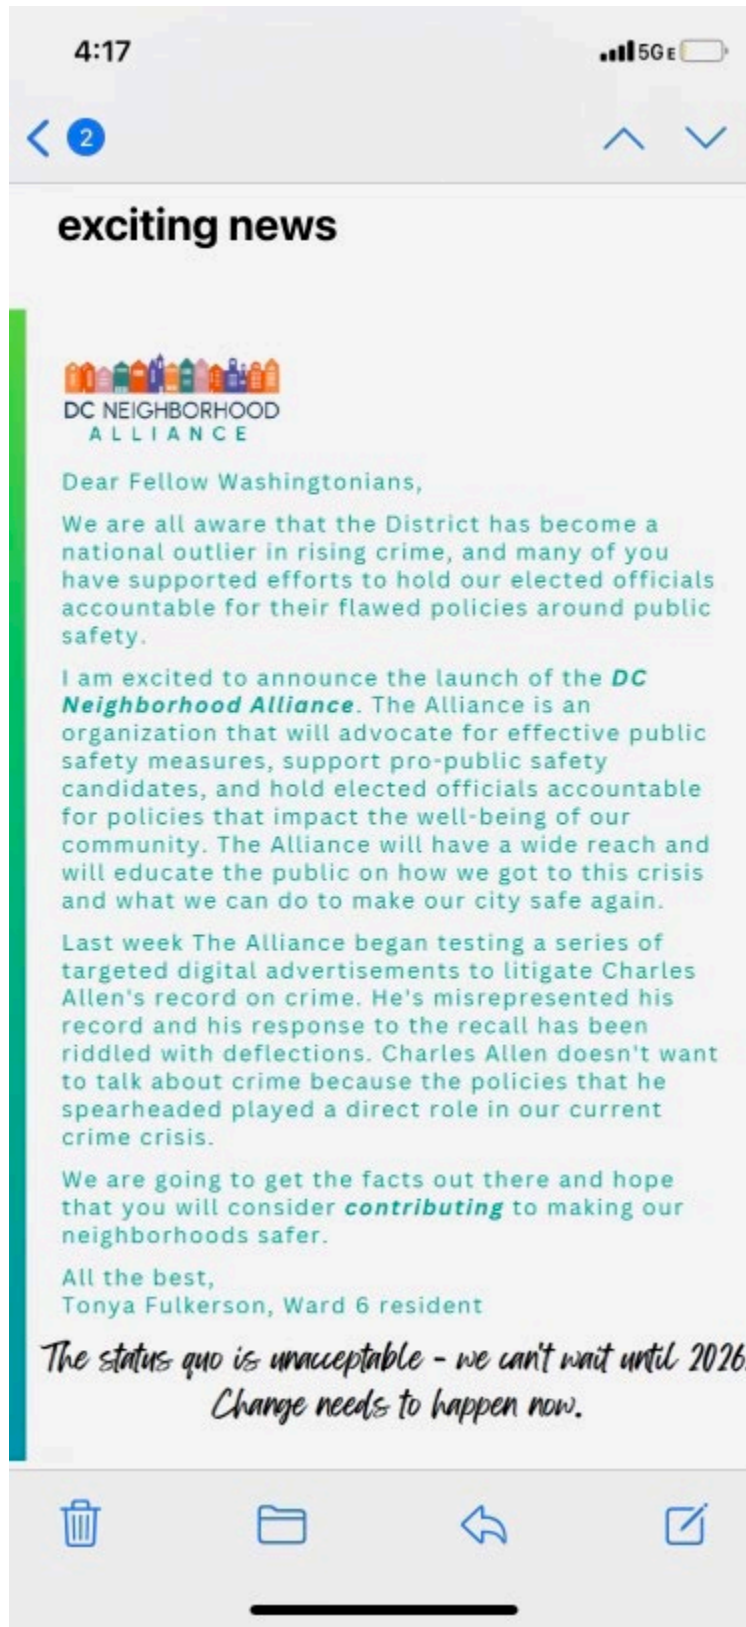 4:17
5G E
2
exciting news
DC NEIGHBORHOOD
ALLIANCE
Dear Fellow Washingtonians,
We are all aware that the District has become a
national outlier in rising crime, and many of you
have supported efforts to hold our elected officials
accountable for their flawed policies around public
safety.
I am excited to announce the launch of the DC
Neighborhood Alliance. The Alliance is an
organization that will advocate for effective public
safety measures, support pro-public safety
candidates, and hold elected officials accountable
for policies that impact the well-being of our
community. The Alliance will have a wide reach and
will educate the public on how we got to this crisis
and what we can do to make our city safe again.
Last week The Alliance began testing a series of
targeted digital advertisements to litigate Charles
Allen's record on crime. He's misrepresented his
record and his response to the recall has been
riddled with deflections. Charles Allen doesn't want
to talk about crime because the policies that he
spearheaded played a direct role in our current
crime crisis.
We are going to get the facts out there and hope
that you will consider contributing to making our
neighborhoods safer.
All the best,
Tonya Fulkerson, Ward 6 resident
The status quo is unacceptable - we can't wait until 2026.
Change needs to happen now.